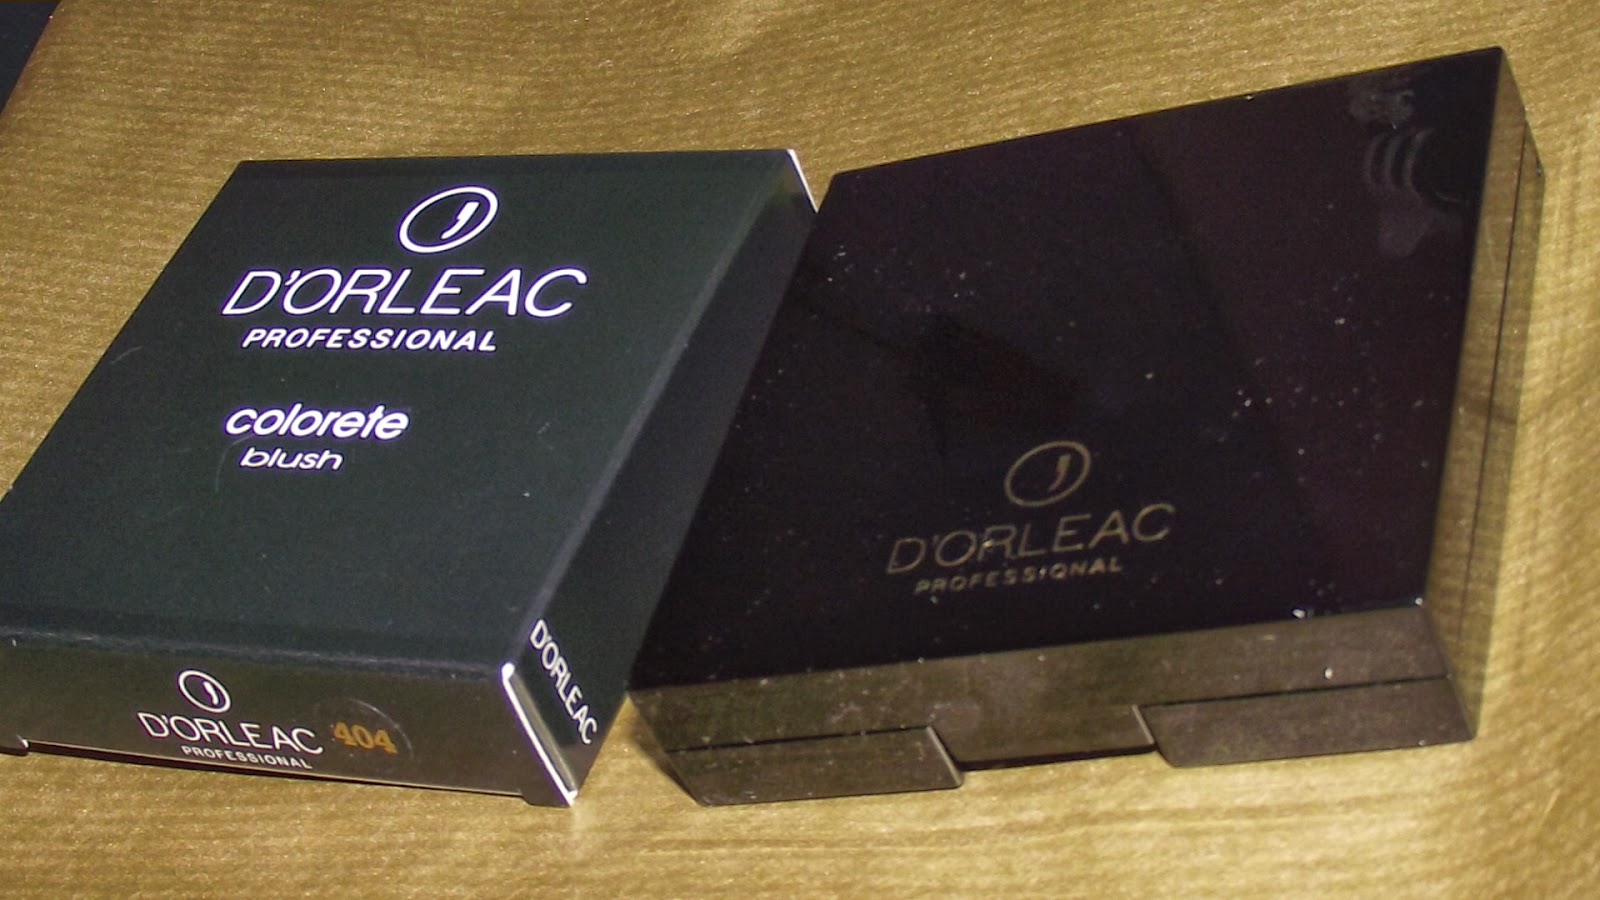 D'ORLEAC
PROFESSIONAL
colorete
blush
D'ORLEAC
PROFESSIONAL
404
D'ORLEAC
D'ORLEAC
PROFESSIONAL